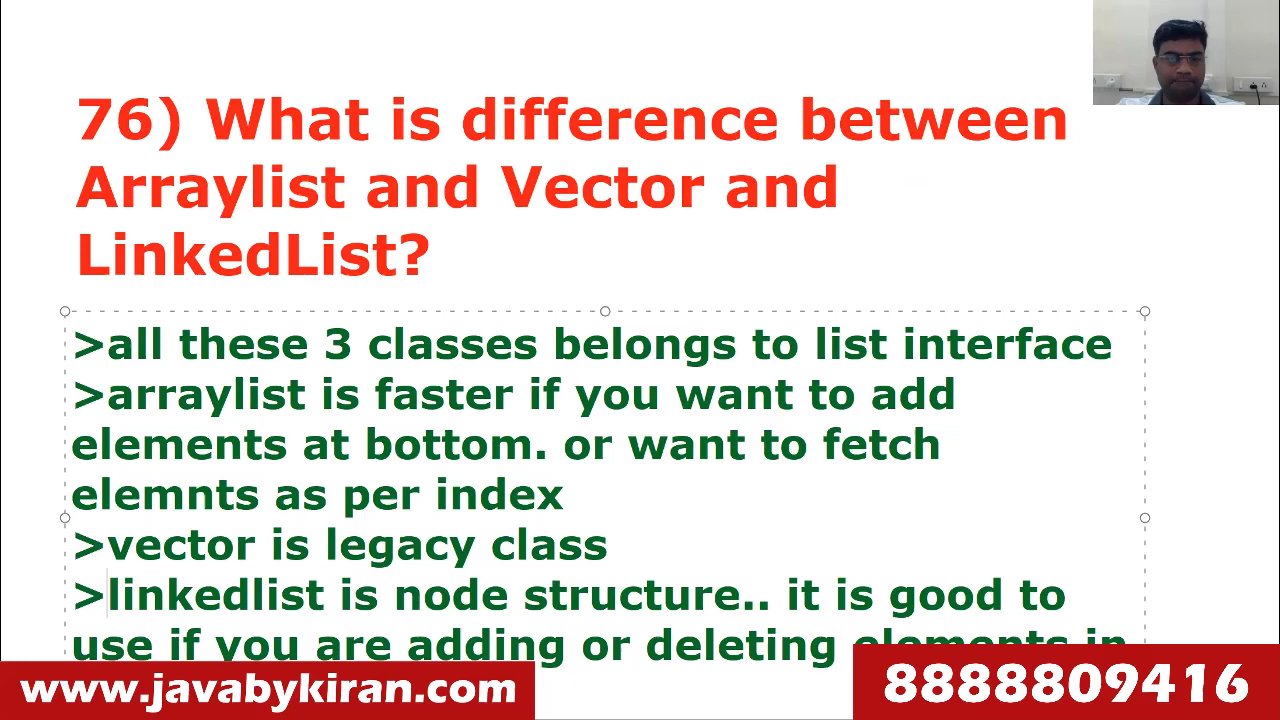 76) What is difference between
Arraylist and Vector and
LinkedList?
>all these 3 classes belongs to list interface
>arraylist is faster if you want to add
elements at bottom. or want to fetch
elemnts as per index
>vector is legacy class
>linkedlist is node structure.. it is good to
use if you are adding or deleting elements in
www.javabykiran.com
8888809416